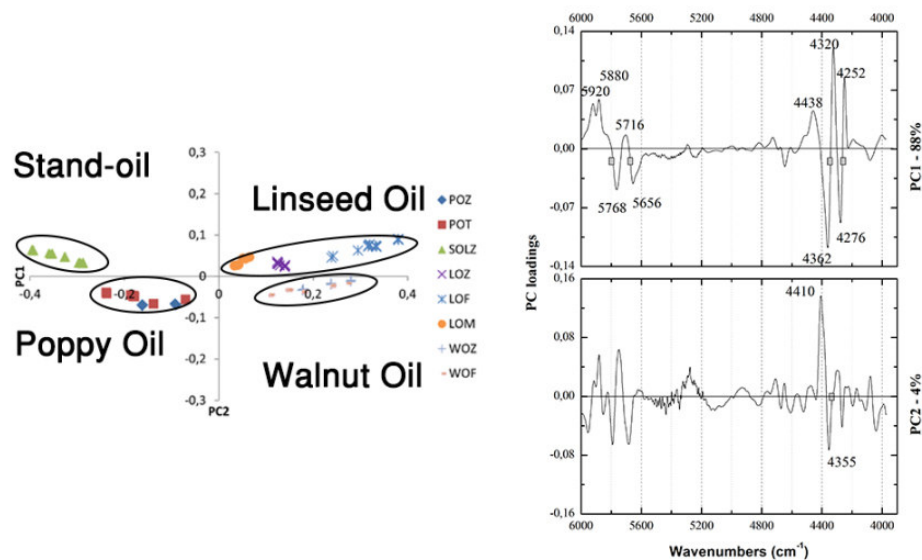 Stand-oil
Linseed Oil
Poppy Oil
Walnut Oil
0,3
0,2
0,1
0
-0,1
-0,2
-0,3
-0,4
-0,2
0
0,2
0,4
PC1
PC2
POZ
POT
SOLZ
LOZ
LOF
LOM
WOZ
WOF
6000 5600 5200 4800 4400 4000
0,14
0,07
0,00
-0,07
-0,14
5920
5880
5716
5768
5656
4438
4320
4252
4362
4276
PC1 - 88%
PC loadings
0,08
0,00
-0,08
-0,16
4410
4355
PC2 - 4%
6000 5600 5200 4800 4400 4000
Wavenumbers (cm⁻¹)